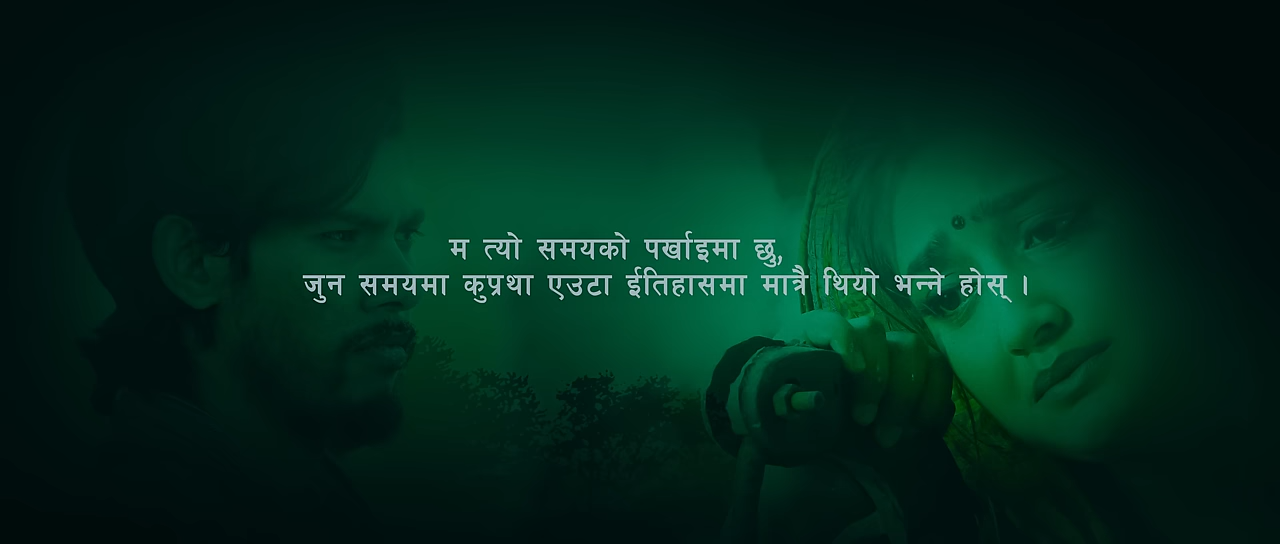 म त्यो समयको पर्खाइमा छु,
जुन समयमा कुप्रथा एउटा ईतिहासमा मात्रै थियो भन्ने होस् ।